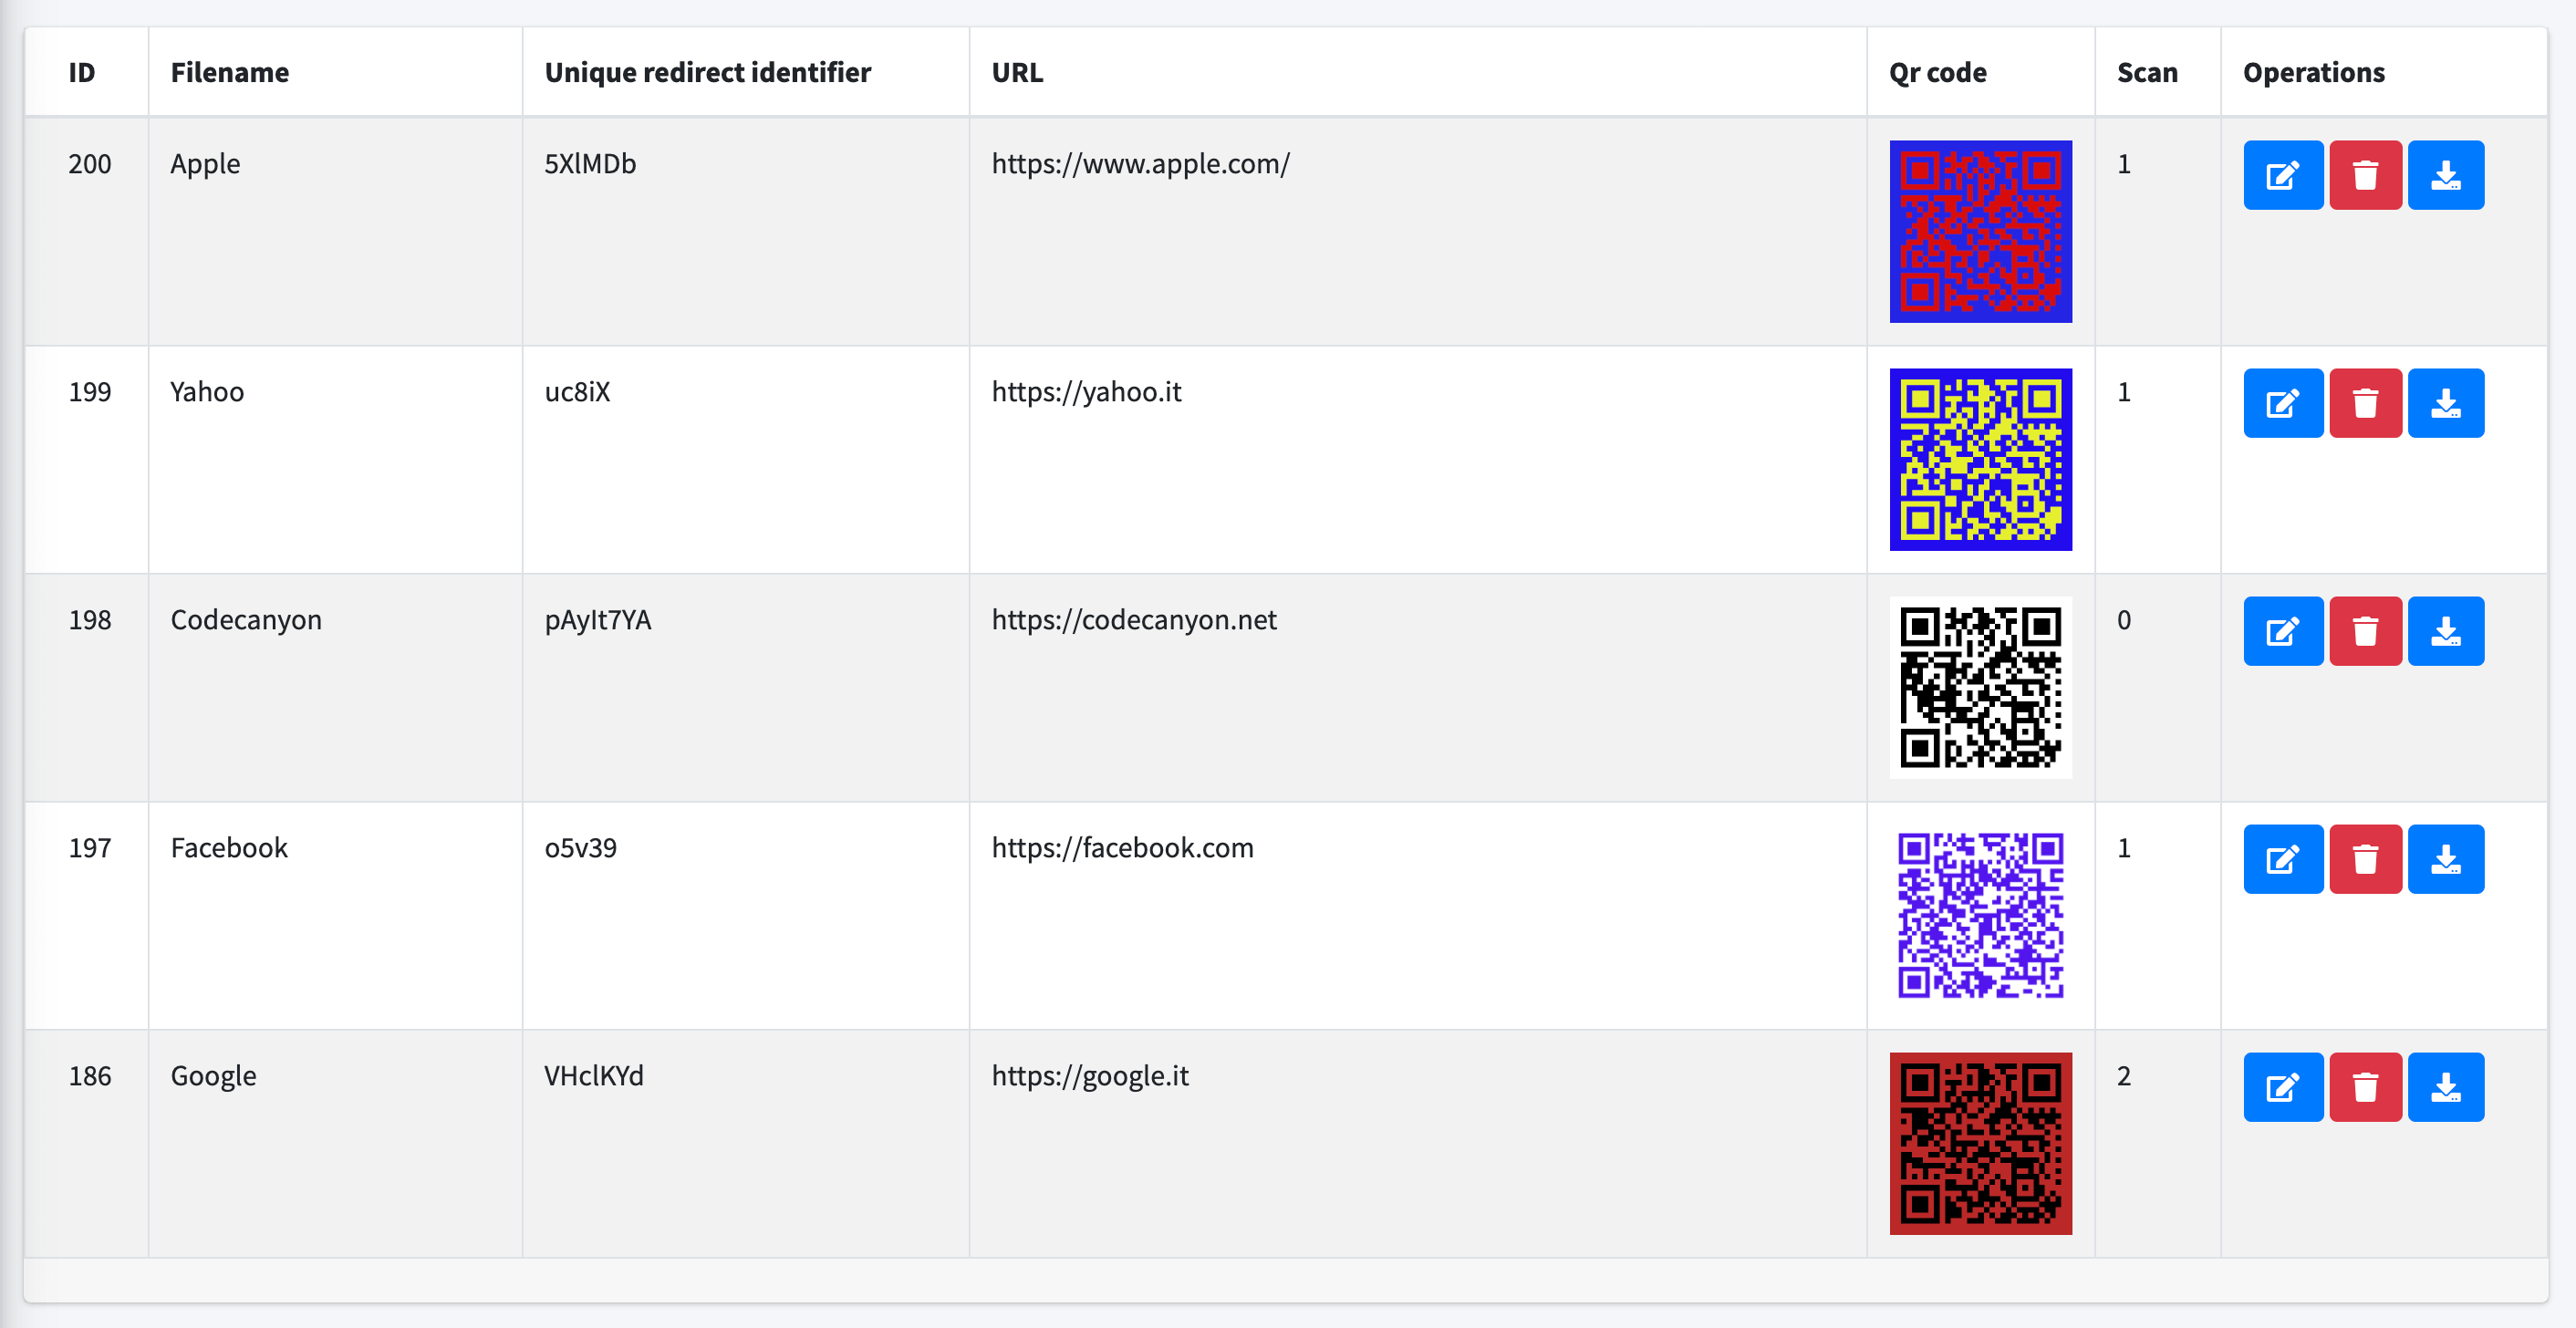 ID Filename Unique redirect identifier URL Qr code Scan Operations
200 Apple 5XlMDb https://www.apple.com/ 1
199 Yahoo uc8iX https://yahoo.it 1
198 Codecanyon pAyIt7YA https://codecanyon.net 0
197 Facebook o5v39 https://facebook.com 1
186 Google VHclKYd https://google.it 2